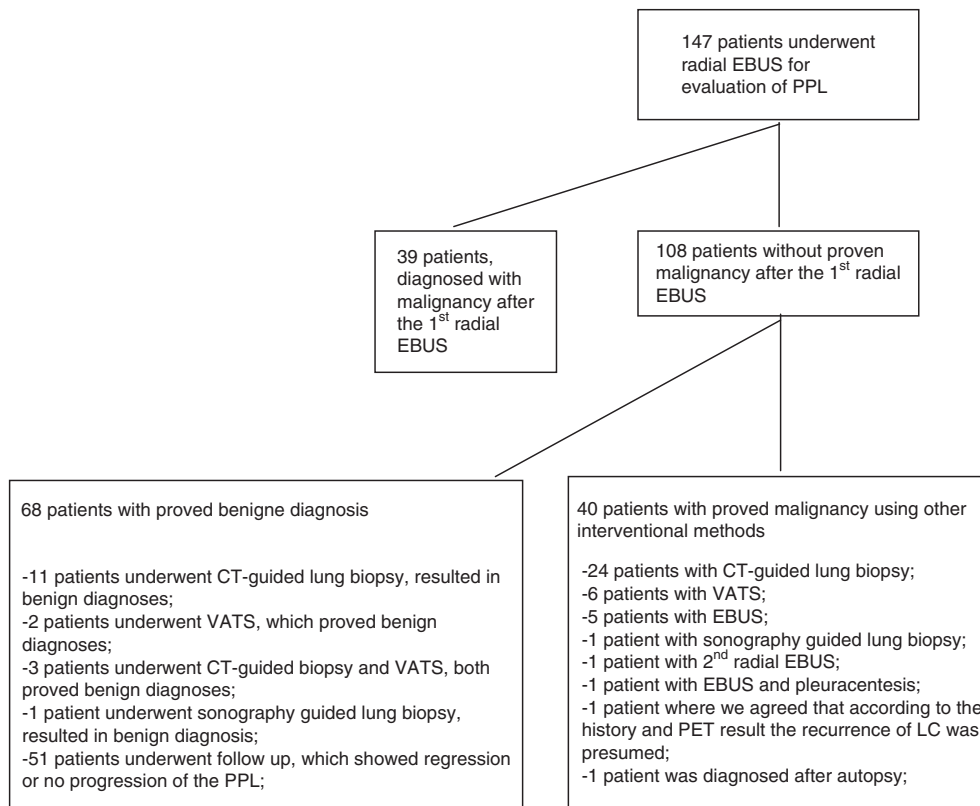 147 patients underwent
radial EBUS for
evaluation of PPL
39 patients,
diagnosed with
malignancy after
the 1st radial
EBUS
108 patients without proven
malignancy after the 1st radial
EBUS
68 patients with proved benigne diagnosis
-11 patients underwent CT-guided lung biopsy, resulted in
benign diagnoses;
-2 patients underwent VATS, which proved benign
diagnoses;
-3 patients underwent CT-guided biopsy and VATS, both
proved benign diagnoses;
-1 patient underwent sonography guided lung biopsy,
resulted in benign diagnosis;
-51 patients underwent follow up, which showed regression
or no progression of the PPL;
40 patients with proved malignancy using other
interventional methods
-24 patients with CT-guided lung biopsy;
-6 patients with VATS;
-5 patients with EBUS;
-1 patient with sonography guided lung biopsy;
-1 patient with 2nd radial EBUS;
-1 patient with EBUS and pleuracentesis;
-1 patient where we agreed that according to the
history and PET result the recurrence of LC was
presumed;
-1 patient was diagnosed after autopsy;